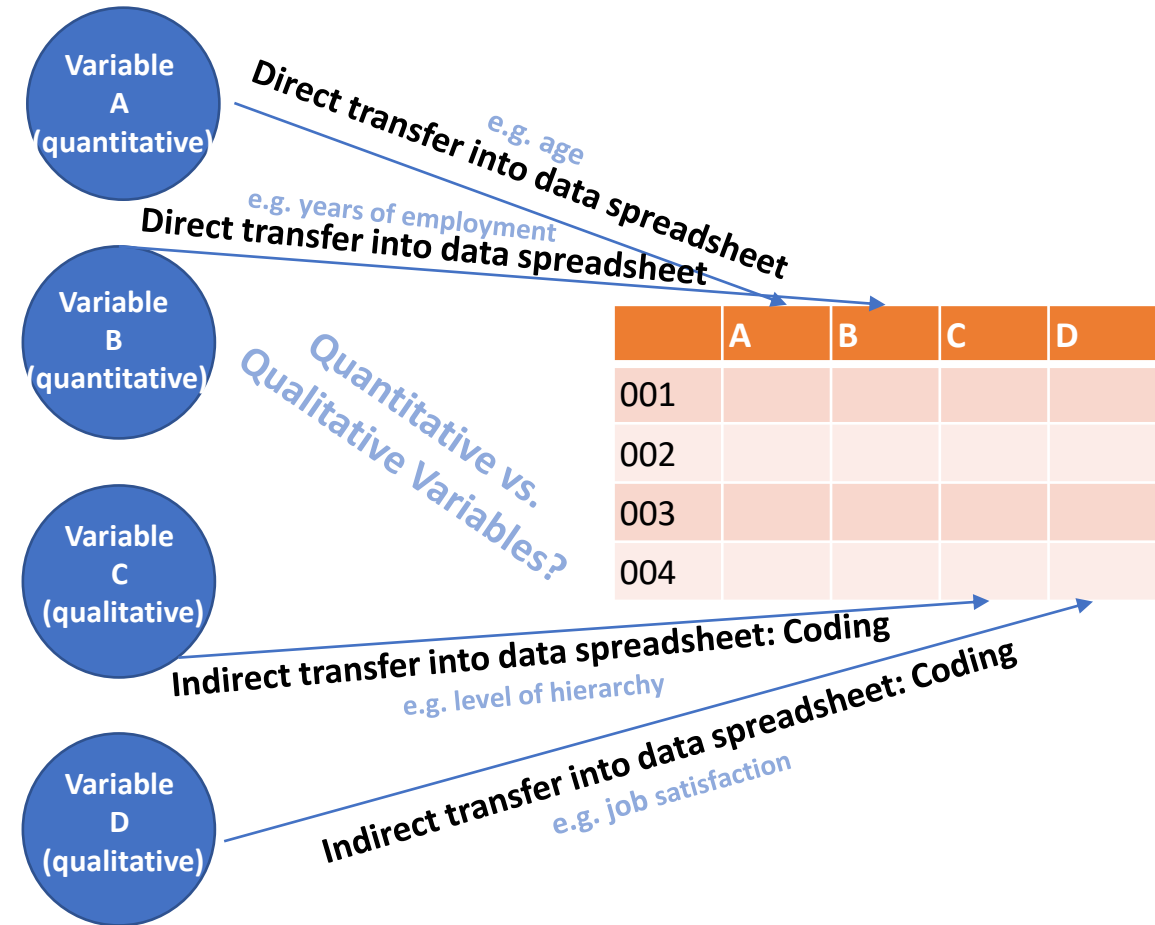 Variable
A
(quantitative)
Direct transfer into data spreadsheet
e.g. age
e.g. years of employment
Direct transfer into data spreadsheet
Variable
B
(quantitative)
Quantitative vs.
Qualitative Variables?
A B C D
001
002
003
004
Variable
C
(qualitative)
Indirect transfer into data spreadsheet: Coding
e.g. level of hierarchy
Variable
D
(qualitative)
Indirect transfer into data spreadsheet: Coding
e.g. job satisfaction